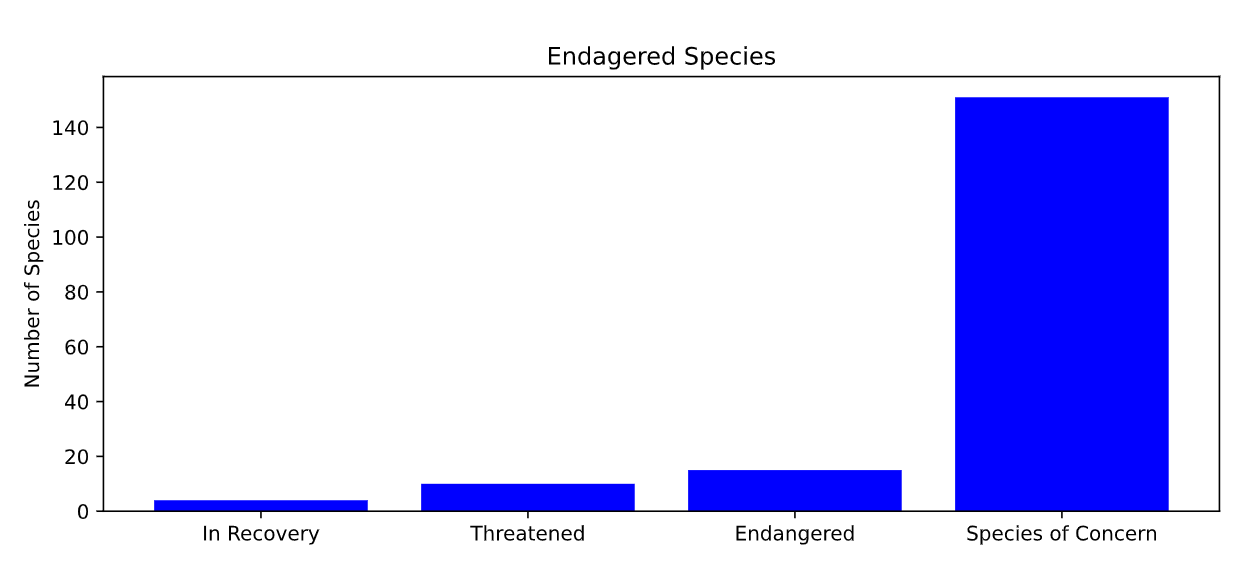 Endagered Species
Number of Species
140
120
100
80
60
40
20
0
In Recovery
Threatened
Endangered
Species of Concern